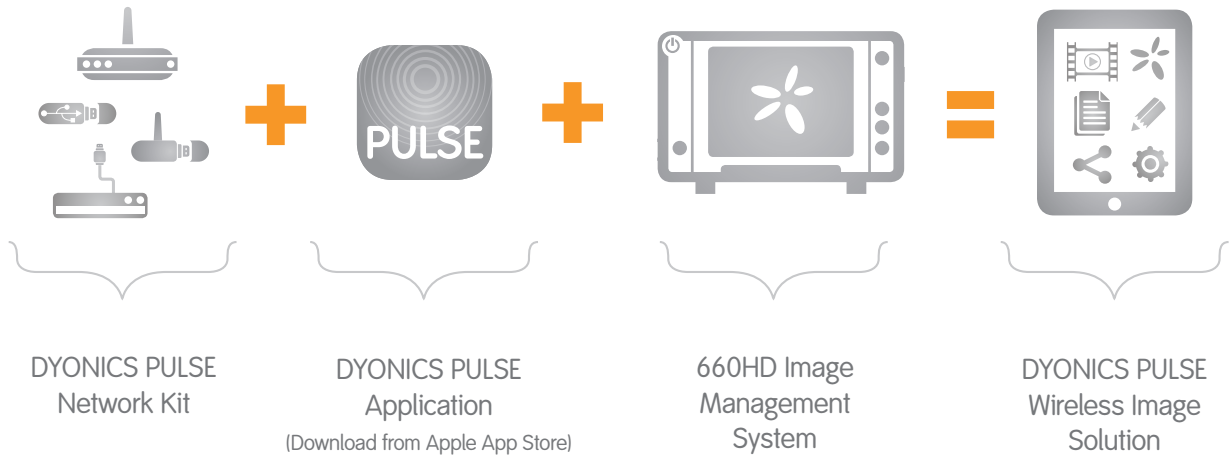 PULSE
DYONICS PULSE
Network Kit
DYONICS PULSE
Application
(Download from Apple App Store)
660HD Image
Management
System
DYONICS PULSE
Wireless Image
Solution